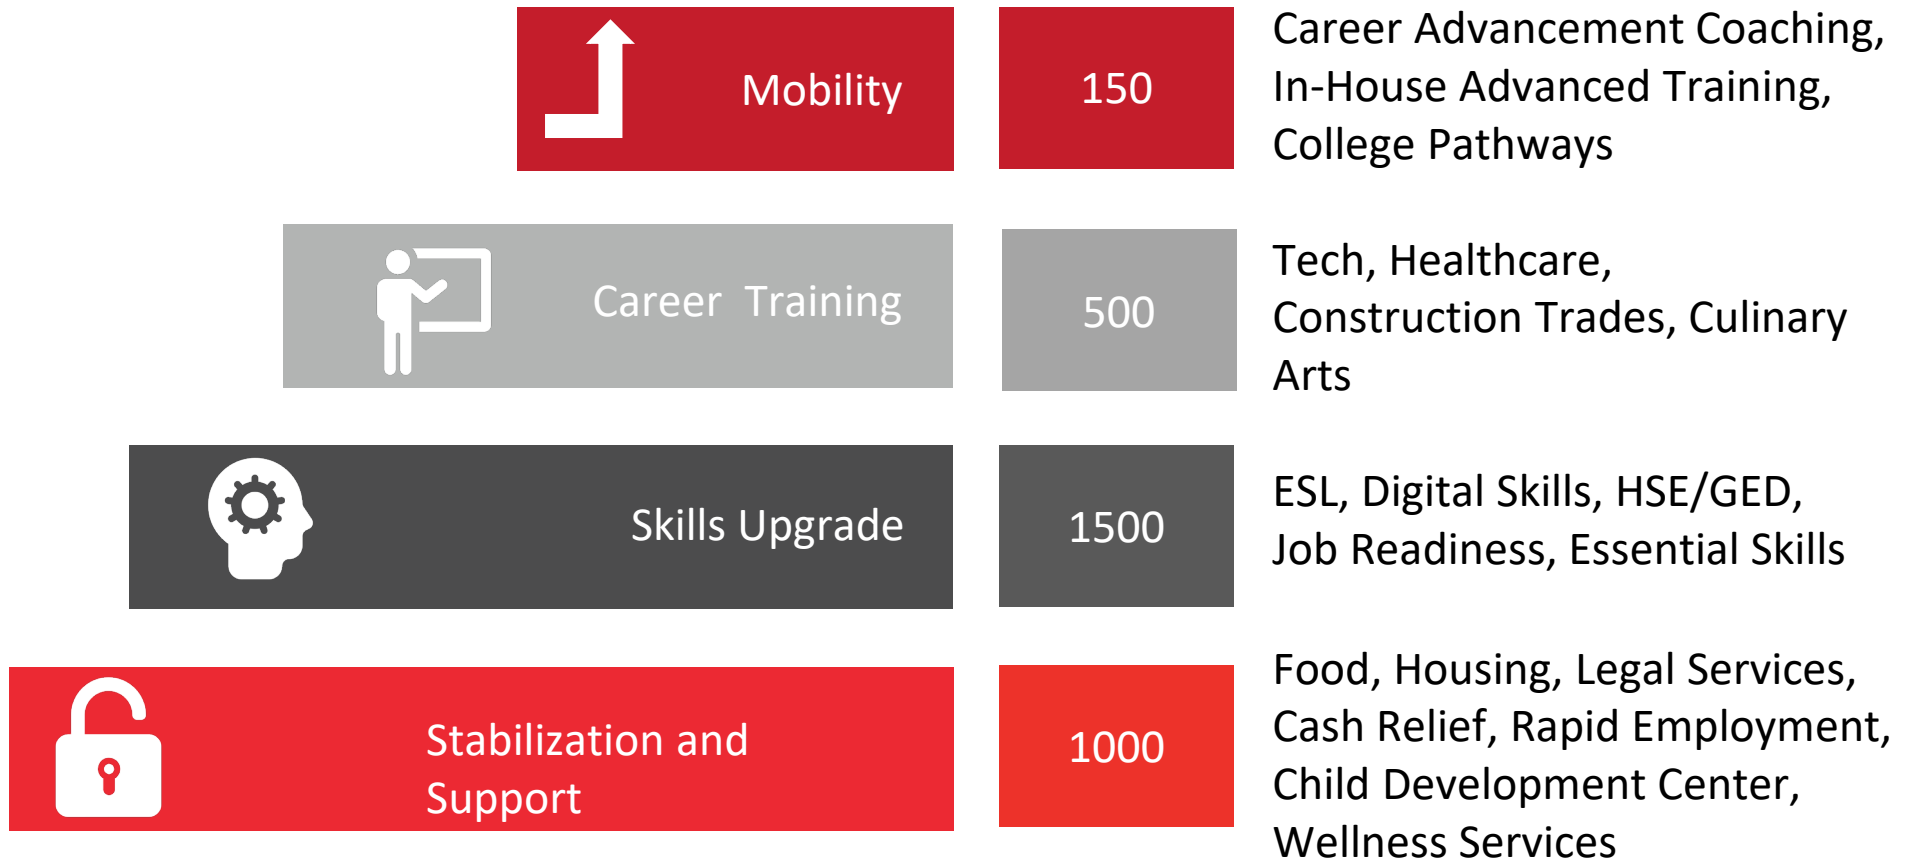 Mobility
150
Career Advancement Coaching,
In-House Advanced Training,
College Pathways
Career  Training
500
Tech, Healthcare,
Construction Trades, Culinary
Arts
Skills Upgrade
1500
ESL, Digital Skills, HSE/GED,
Job Readiness, Essential Skills
Stabilization and
Support
1000
Food, Housing, Legal Services,
Cash Relief, Rapid Employment,
Child Development Center,
Wellness Services